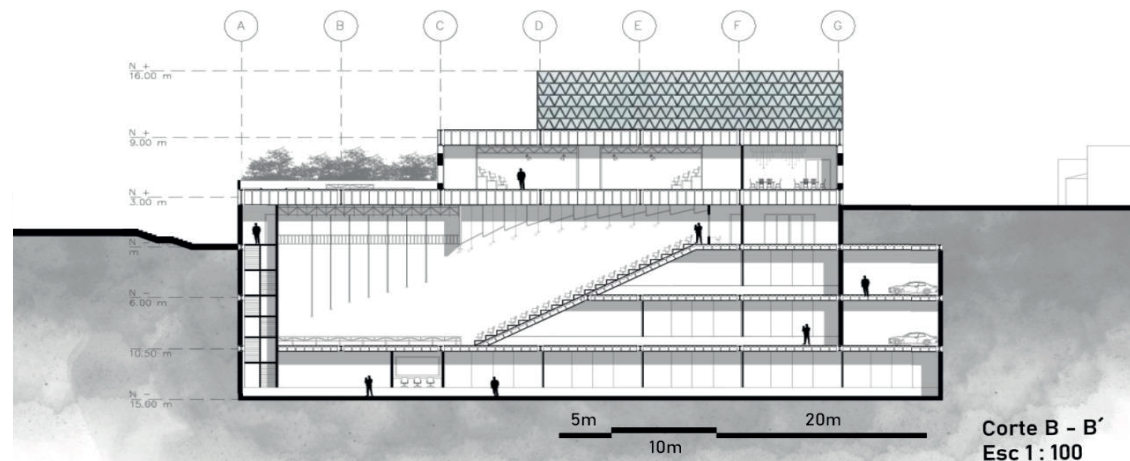 A B C D E F G
N +
16.00 m
N +
9.00 m
N +
3.00 m
N -
m
N -
6.00 m
N -
10.50 m
N -
15.00 m
5m 20m
10m
Corte B - B´
Esc 1 : 100